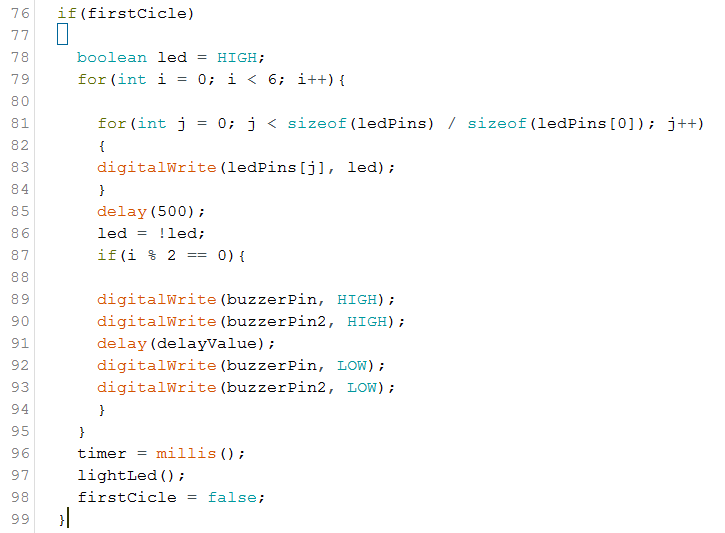 76 if(firstCicle)
77 {
78 boolean led = HIGH;
79 for(int i = 0; i < 6; i++){
80
81 for(int j = 0; j < sizeof(ledPins) / sizeof(ledPins[0]); j++)
82 {
83 digitalWrite(ledPins[j], led);
84 }
85 delay(500);
86 led = !led;
87 if(i % 2 == 0){
88
89 digitalWrite(buzzerPin, HIGH);
90 digitalWrite(buzzerPin2, HIGH);
91 delay(delayValue);
92 digitalWrite(buzzerPin, LOW);
93 digitalWrite(buzzerPin2, LOW);
94 }
95 }
96 timer = millis();
97 lightLed();
98 firstCicle = false;
99 }